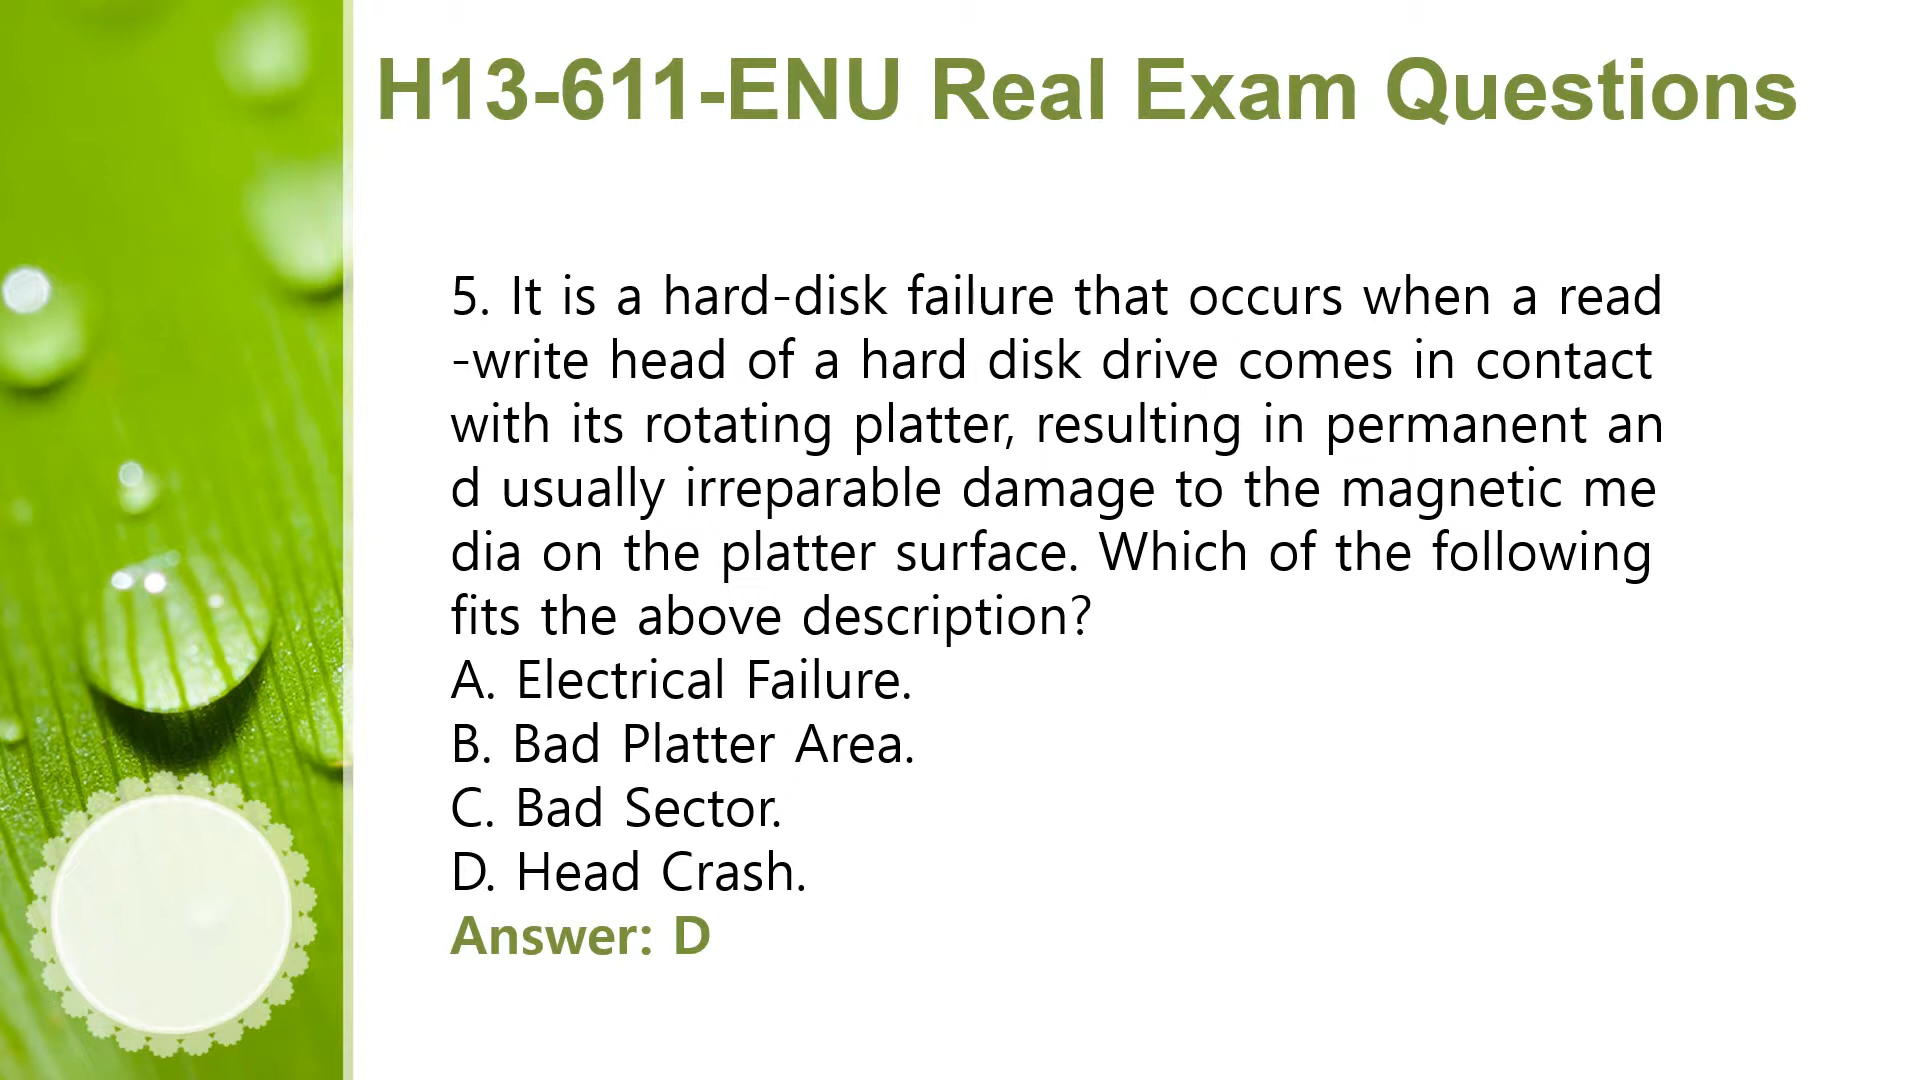 H13-611-ENU Real Exam Questions
5. It is a hard-disk failure that occurs when a read
-write head of a hard disk drive comes in contact
with its rotating platter, resulting in permanent an
d usually irreparable damage to the magnetic me
dia on the platter surface. Which of the following
fits the above description?
A. Electrical Failure.
B. Bad Platter Area.
C. Bad Sector.
D. Head Crash.
Answer: D